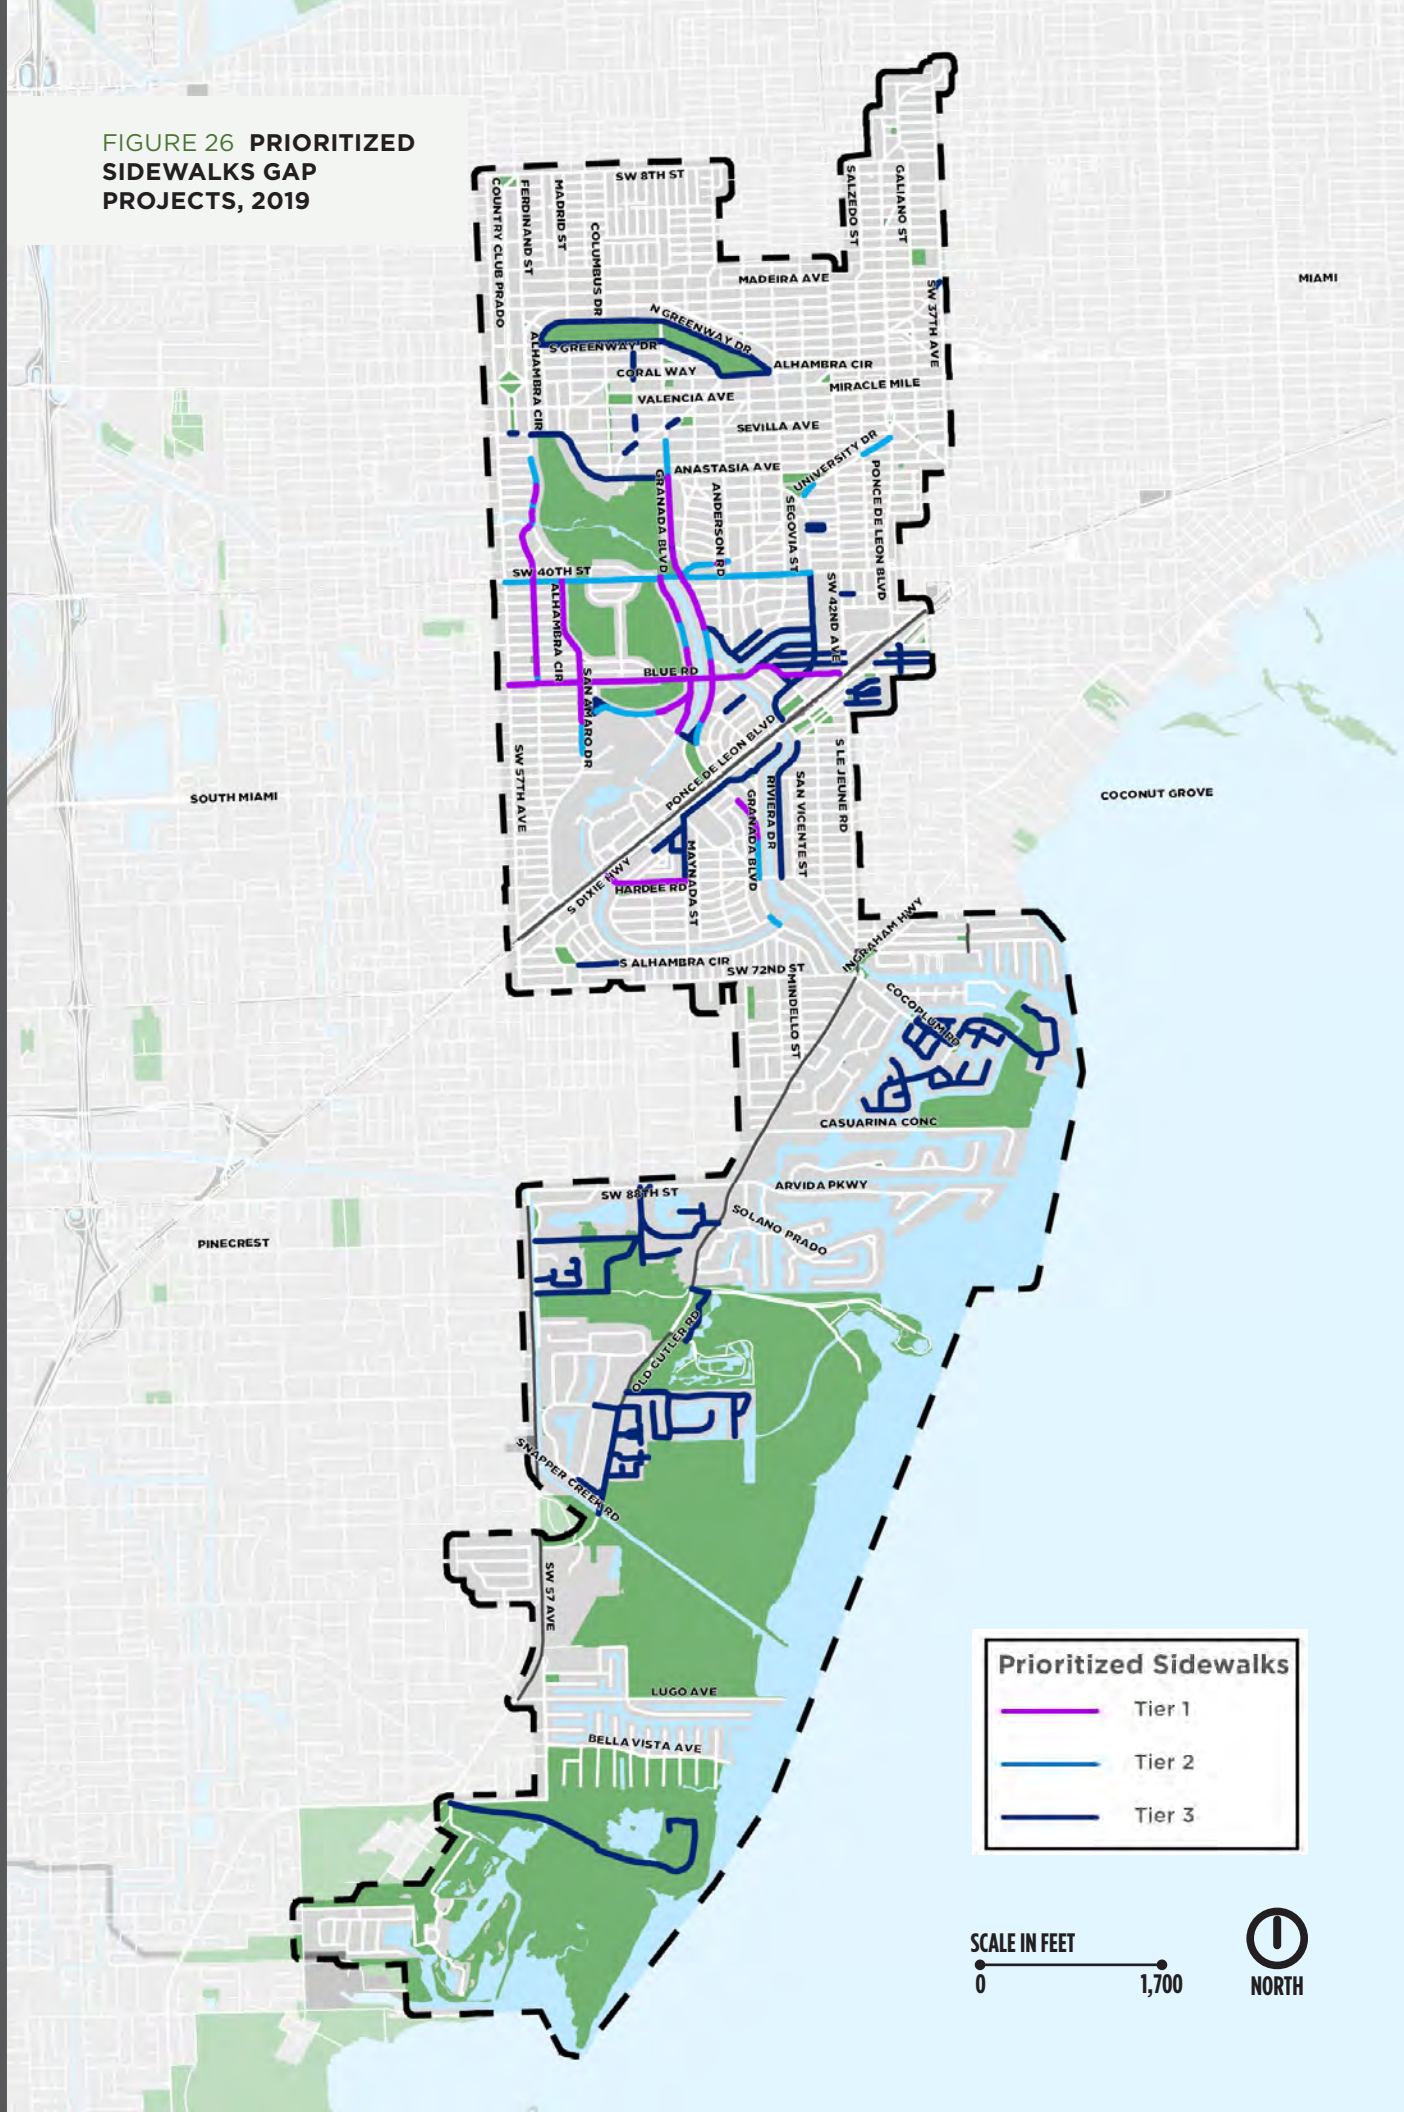 FIGURE 26 PRIORITIZED
SIDEWALKS GAP
PROJECTS, 2019
SW 8TH ST
COUNTRY CLUB PRADO
FERDINAND ST
MADRID ST
COLUMBUS DR
SALZEDO ST
GALIANO ST
MADEIRA AVE
SW 37TH AVE
MIAMI
N GREENWAY DR
S GREENWAY DR
ALHAMBRA CIR
CORAL WAY
ALHAMBRA CIR
MIRACLE MILE
VALENCIA AVE
SEVILLA AVE
UNIVERSITY DR
ANASTASIA AVE
GRANADA BLVD
ANDERSON RD
SEGOVIA ST
PONCE DE LEON BLVD
SW 40TH ST
ALHAMBRA CIR
SW 42ND AVE
BLUE RD
SAN AMARO DR
PONCE DE LEON BLVD
SW 57TH AVE
S LE JEUNE RD
SOUTH MIAMI
COCONUT GROVE
GRANADA BLVD
RIVIERA DR
SAN VICENTE ST
MAYNADA ST
S DIXIE HWY
HARDEE RD
INGRAHAM HWY
S ALHAMBRA CIR
SW 72ND ST
MINDELLO ST
COCOPLUM RD
CASUARINA CONC
ARVIDA PKWY
SW 88TH ST
SOLANO PRADO
PINECREST
OLD CUTLER RD
SNAPPER CREEK RD
SW 57 AVE
LUGO AVE
BELLA VISTA AVE
Prioritized Sidewalks
Tier 1
Tier 2
Tier 3
SCALE IN FEET
0 1,700
NORTH